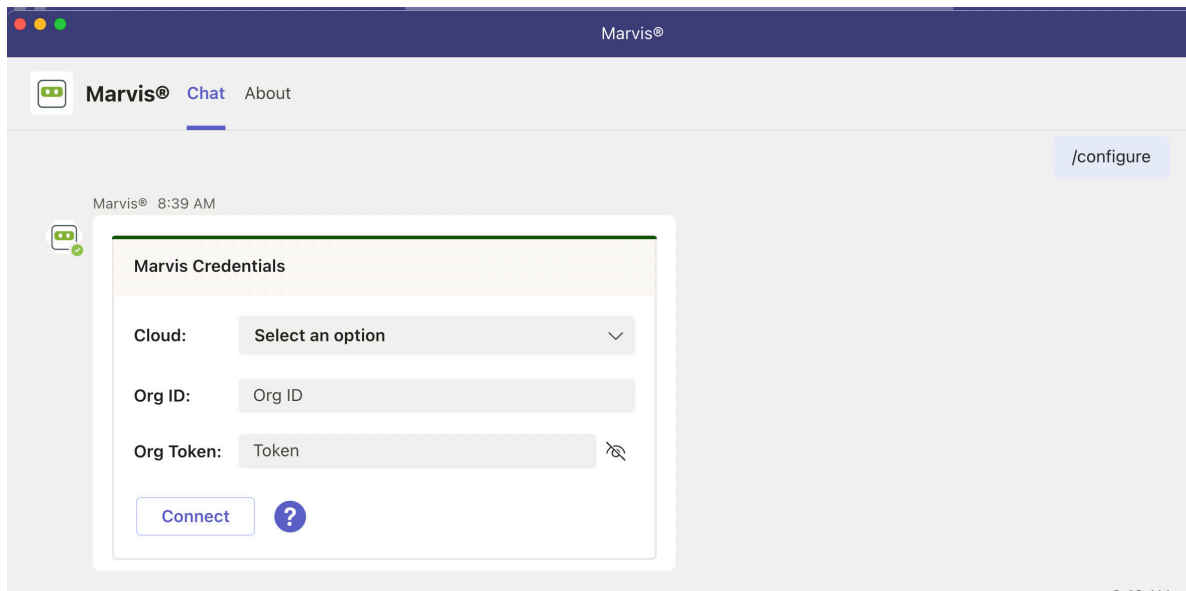 Marvis®
Marvis® Chat About
/configure
Marvis® 8:39 AM
Marvis Credentials
Cloud: Select an option
Org ID: Org ID
Org Token: Token
Connect ?